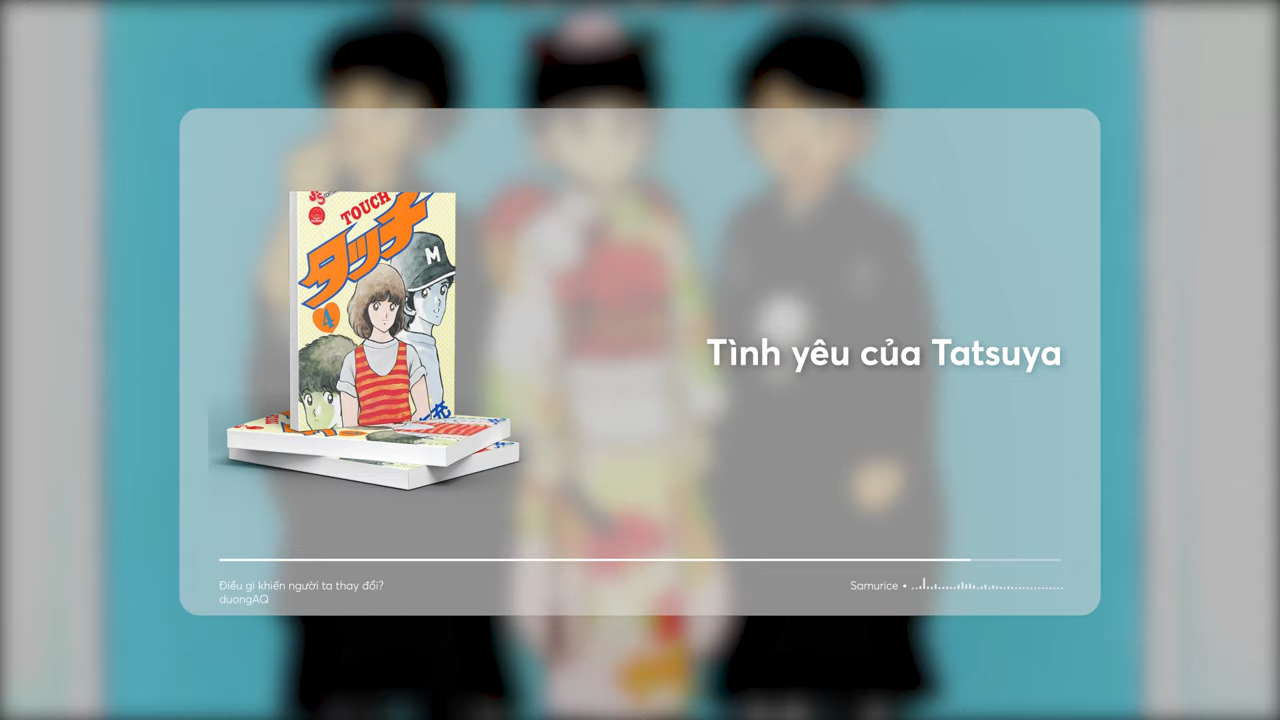 TOUCH
タッチ
M
4
Tình yêu của Tatsuya
Điều gì khiến người ta thay đổi?
duongAQ
Samurice •